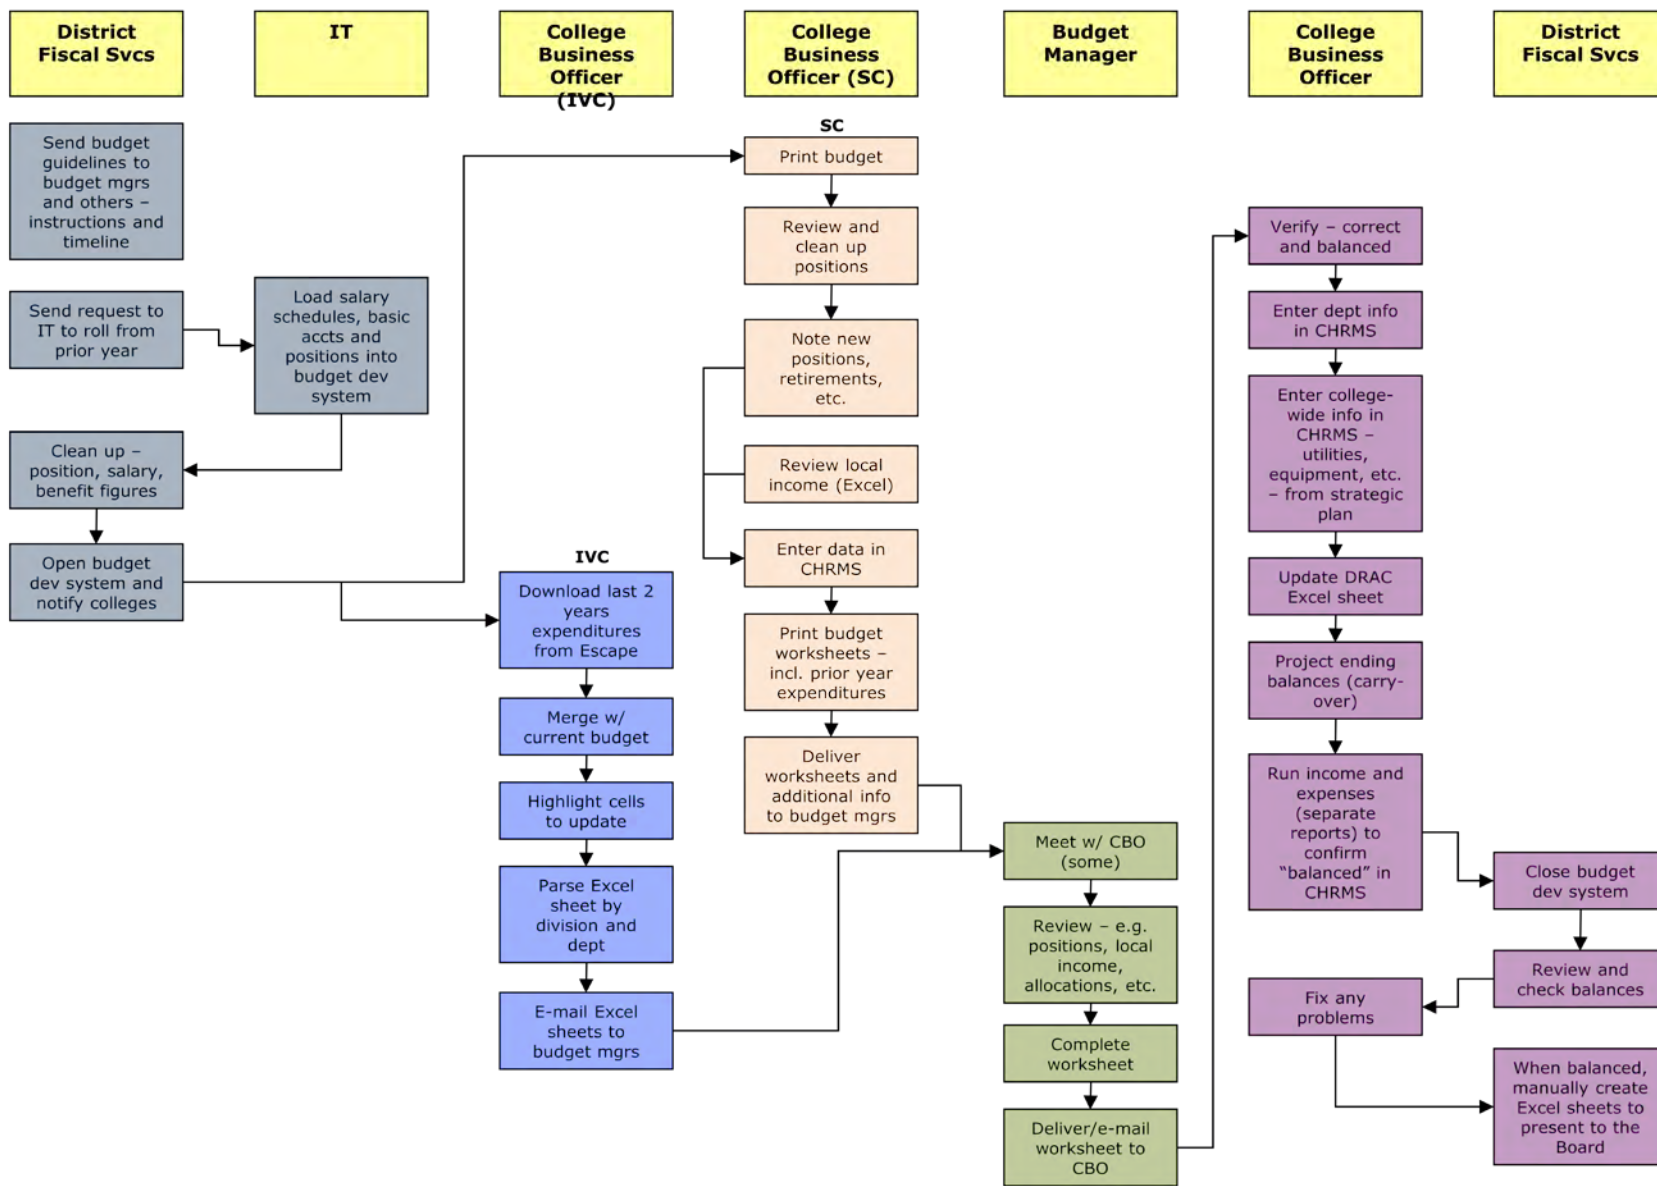 District
Fiscal Svcs
IT
College
Business
Officer
(IVC)
College
Business
Officer (SC)
Budget
Manager
College
Business
Officer
District
Fiscal Svcs
Send budget
guidelines to
budget mgrs
and others –
instructions and
timeline
Send request to
IT to roll from
prior year
Clean up –
position, salary,
benefit figures
Open budget
dev system and
notify colleges
Load salary
schedules, basic
accts and
positions into
budget dev
system
IVC
Download last 2
years
expenditures
from Escape
Merge w/
current budget
Highlight cells
to update
Parse Excel
sheet by
division and
dept
E-mail Excel
sheets to
budget mgrs
SC
Print budget
Review and
clean up
positions
Note new
positions,
retirements,
etc.
Review local
income (Excel)
Enter data in
CHRMS
Print budget
worksheets –
incl. prior year
expenditures
Deliver
worksheets and
additional info
to budget mgrs
Meet w/ CBO
(some)
Review – e.g.
positions, local
income,
allocations, etc.
Complete
worksheet
Deliver/e-mail
worksheet to
CBO
Verify – correct
and balanced
Enter dept info
in CHRMS
Enter college-
wide info in
CHRMS –
utilities,
equipment, etc.
– from strategic
plan
Update DRAC
Excel sheet
Project ending
balances (carry-
over)
Run income and
expenses
(separate
reports) to
confirm
“balanced” in
CHRMS
Fix any
problems
Close budget
dev system
Review and
check balances
When balanced,
manually create
Excel sheets to
present to the
Board